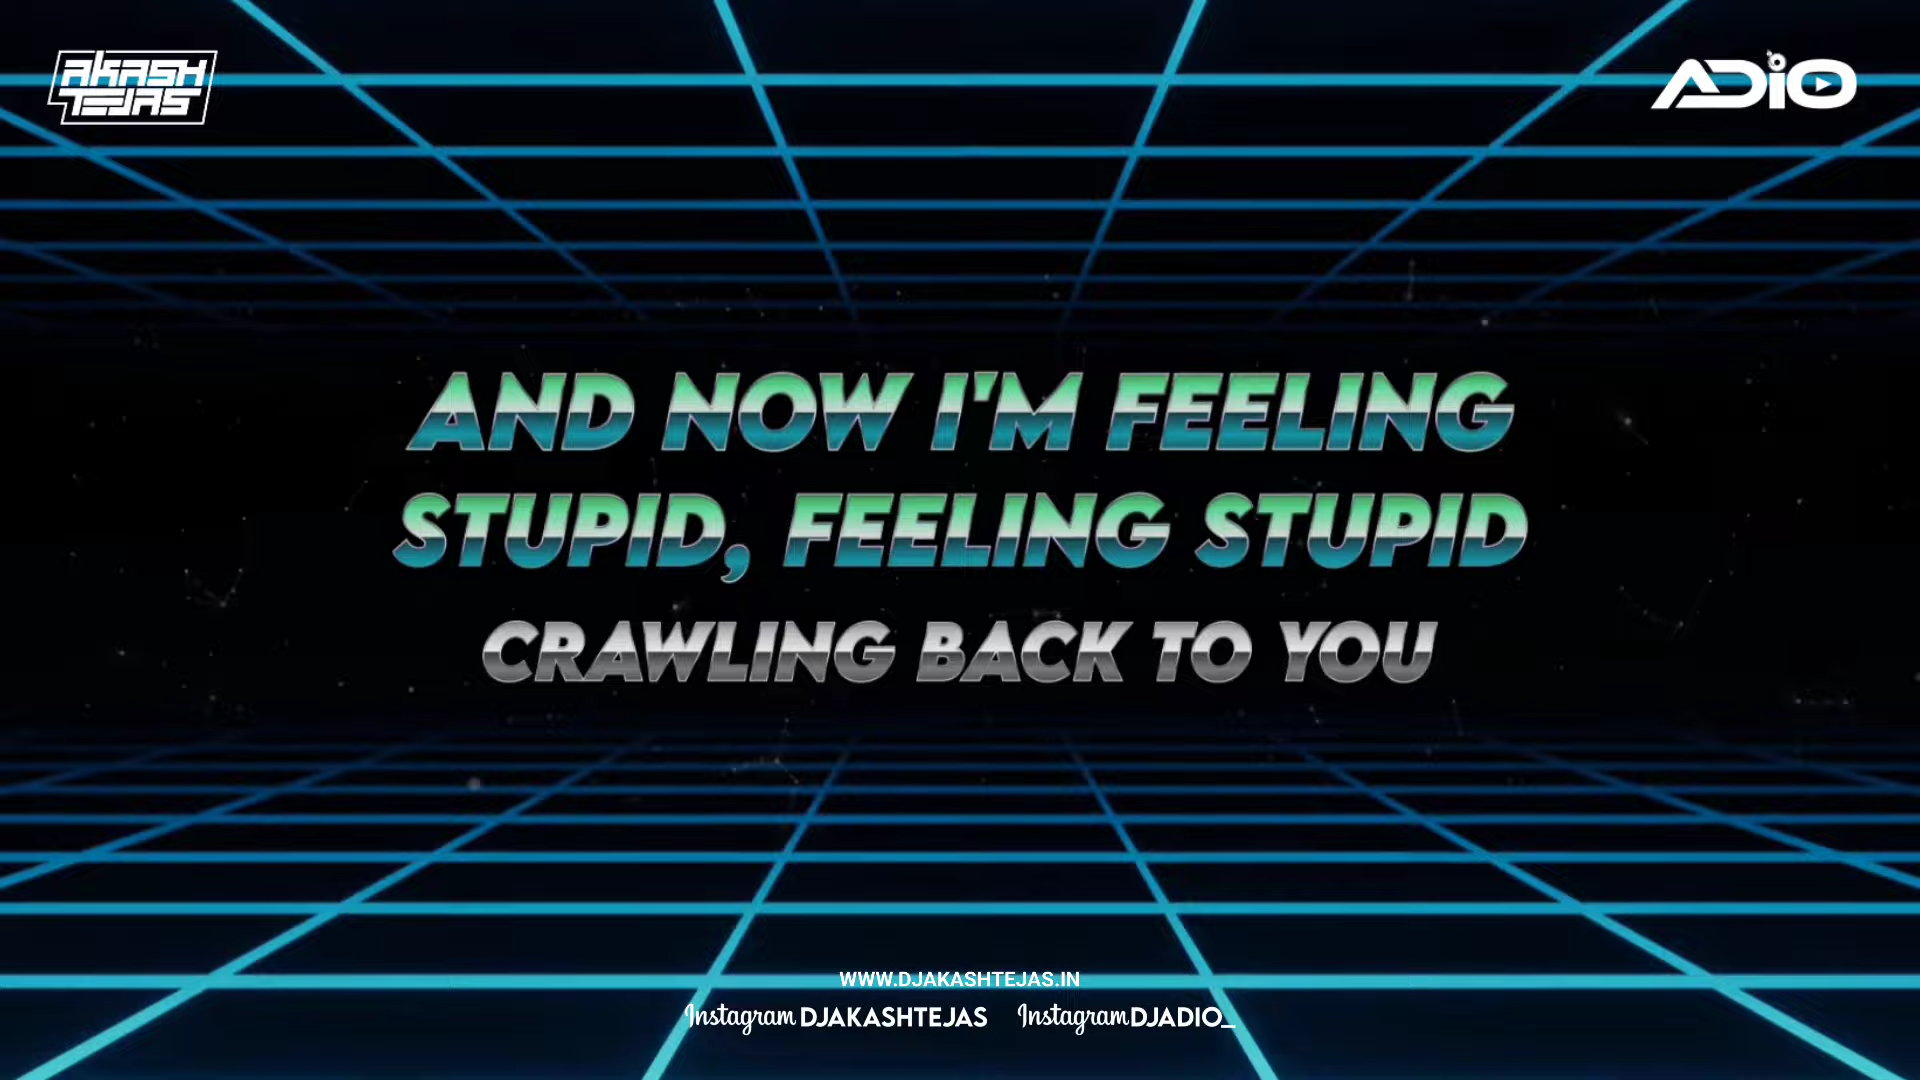 AKASH
TEJAS
ADIO
AND NOW I'M FEELING
STUPID, FEELING STUPID
CRAWLING BACK TO YOU
WWW.DJAKASHTEJAS.IN
Instagram DJAKASHTEJAS Instagram DJADIO_